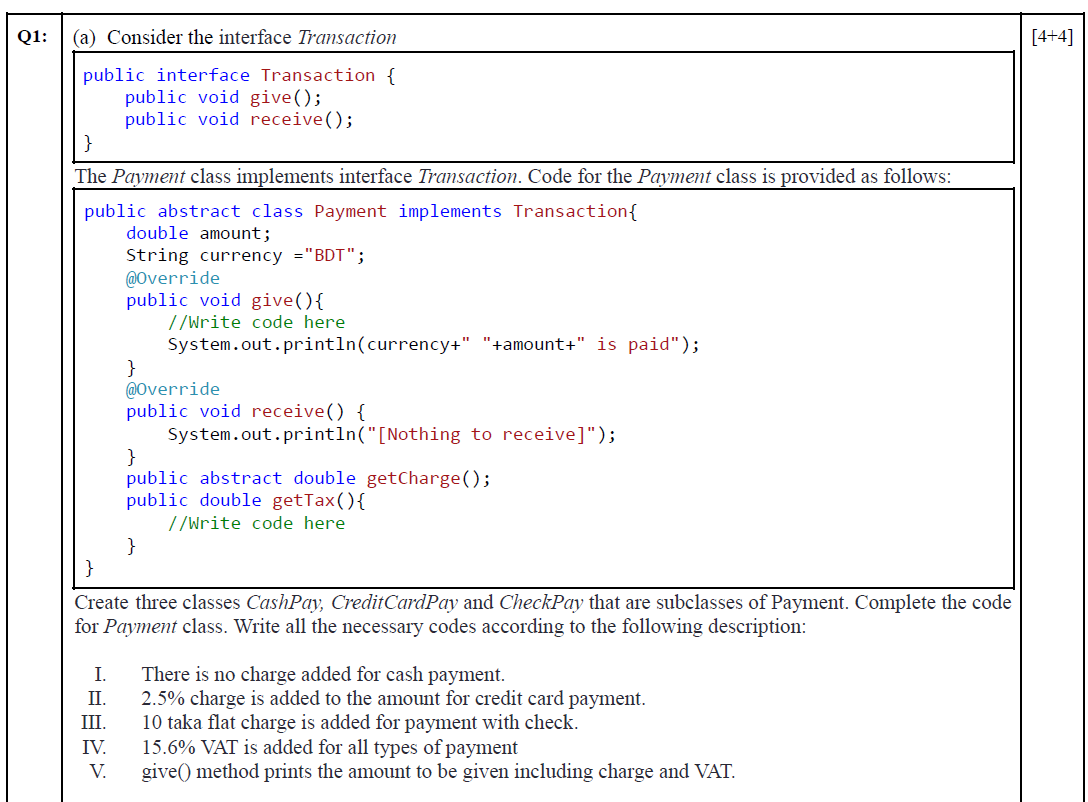 Q1: (a) Consider the interface Transaction [4+4]
public interface Transaction {
public void give();
public void receive();
}
The Payment class implements interface Transaction. Code for the Payment class is provided as follows:
public abstract class Payment implements Transaction{
double amount;
String currency ="BDT";
@Override
public void give(){
//Write code here
System.out.println(currency+" "+amount+" is paid");
}
@Override
public void receive() {
System.out.println("[Nothing to receive]");
}
public abstract double getCharge();
public double getTax(){
//Write code here
}
}
Create three classes CashPay, CreditCardPay and CheckPay that are subclasses of Payment. Complete the code
for Payment class. Write all the necessary codes according to the following description:
I. There is no charge added for cash payment.
II. 2.5% charge is added to the amount for credit card payment.
III. 10 taka flat charge is added for payment with check.
IV. 15.6% VAT is added for all types of payment
V. give() method prints the amount to be given including charge and VAT.